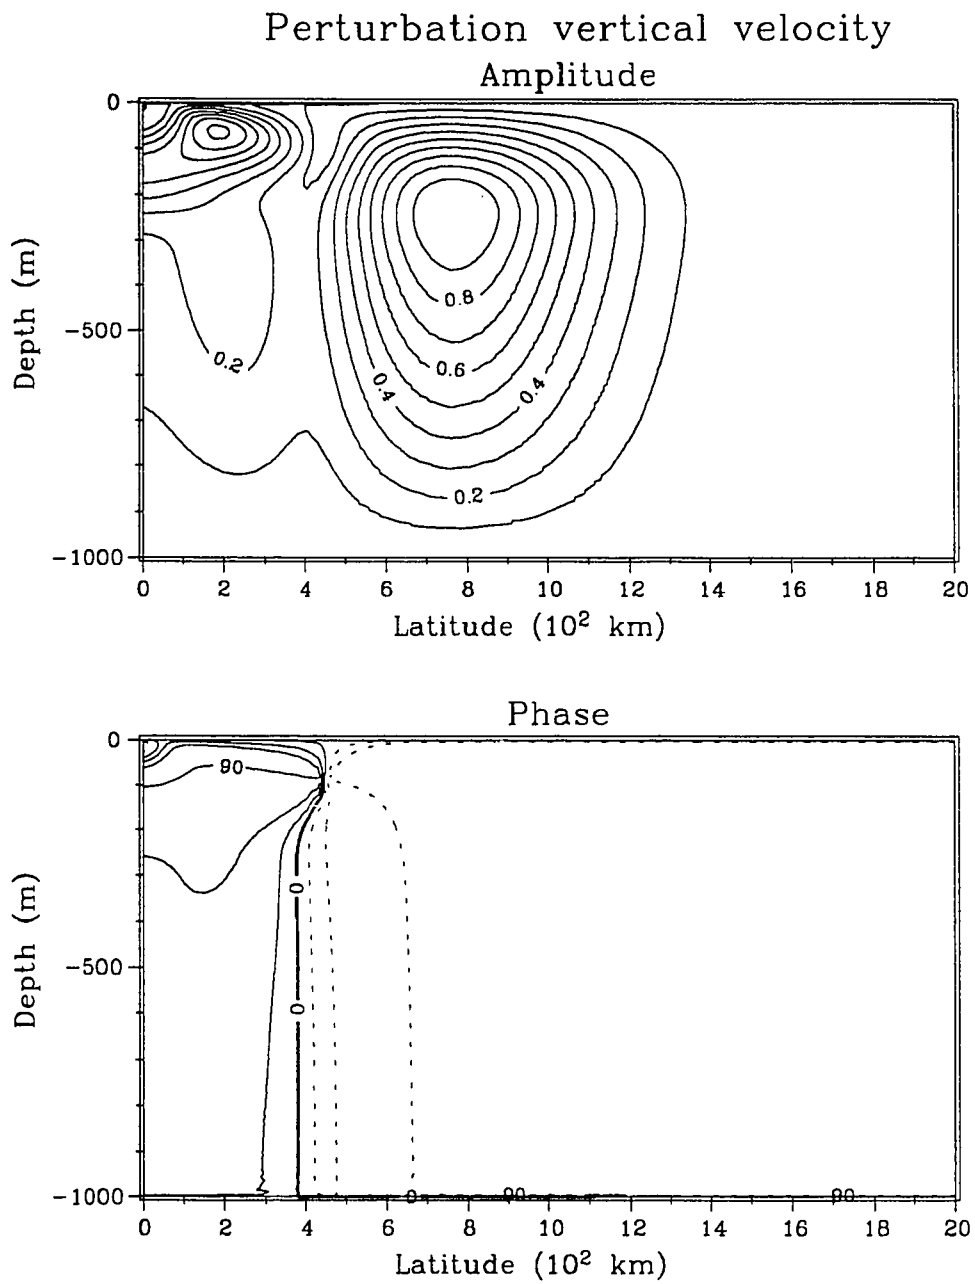 Perturbation vertical velocity
Amplitude
0
-500
-1000
Depth (m)
0.8
0.6
0.4
0.4
0.2
0.2
0 2 4 6 8 10 12 14 16 18 20
Latitude (10² km)
Phase
0
-500
-1000
Depth (m)
90
0
0
0 90 90
0 2 4 6 8 10 12 14 16 18 20
Latitude (10² km)